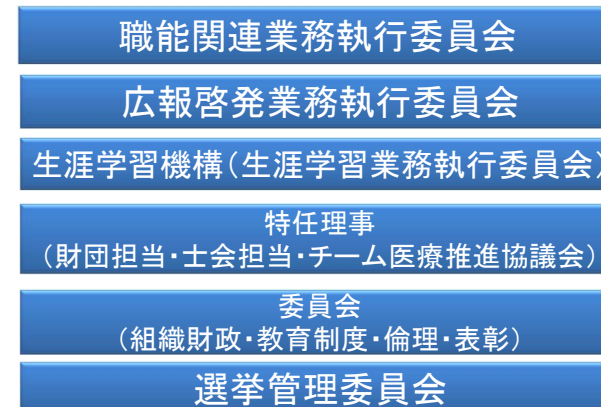 職能関連業務執行委員会
広報啓発業務執行委員会
生涯学習機構(生涯学習業務執行委員会)
特任理事
(財団担当・士会担当・チーム医療推進協議会)
委員会
(組織財政・教育制度・倫理・表彰)
選挙管理委員会